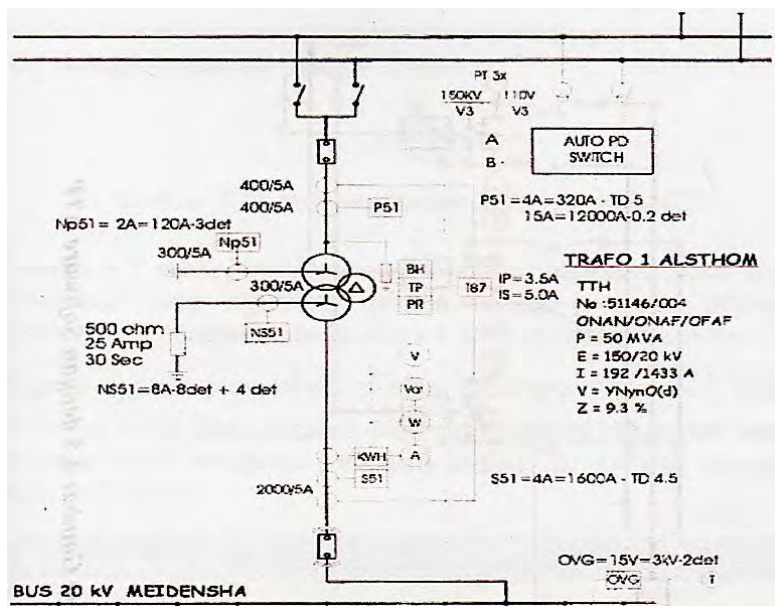 PT 3x
150KV 110V
V3 V3
A
B
AUTO PD
SWITCH
400/5A
400/5A
P51
P51=4A=320A - TD 5
15A=12000A-0.2 det
Np51= 2A=120A-3det
Np51
300/5A
300/5A
BH
TP
PR
I87
IP=3.5A
IS=5.0A
TRAFO 1 ALSTHOM
TTH
No :51146/004
ONAN/ONAF/OFAF
P = 50 MVA
E = 150/20 kV
I = 192 /1433 A
V = YNyn0(d)
Z = 9.3 %
NS51
500 ohm
25 Amp
30 Sec
NS51=8A-8det + 4 det
V
Var
W
KWH
A
S51
2000/5A
S51=4A=1600A - TD 4.5
OVG=15V=3kV-2det
OVG
T
BUS 20 kV MEIDENSHA